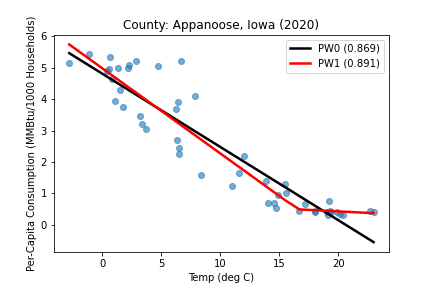 County: Appanoose, Iowa (2020)
PW0 (0.869)
PW1 (0.891)
Per-Capita Consumption (MMBtu/1000 Households)
6
5
4
3
2
1
0
0
5
10
15
20
Temp (deg C)